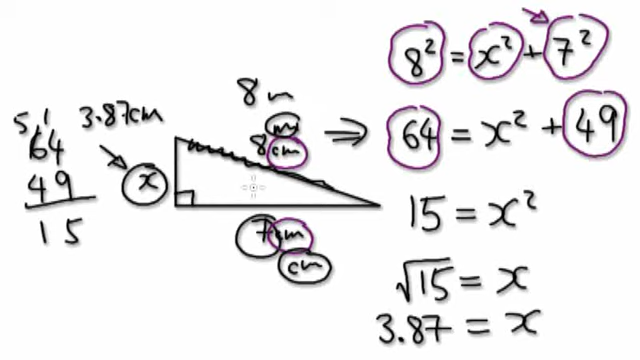 8² = x² + 7²
8m
3.87cm
5 1
64
49
15
m
8cm
64 = x² + 49
x
7cm
cm
15 = x²
√15 = x
3.87 = x